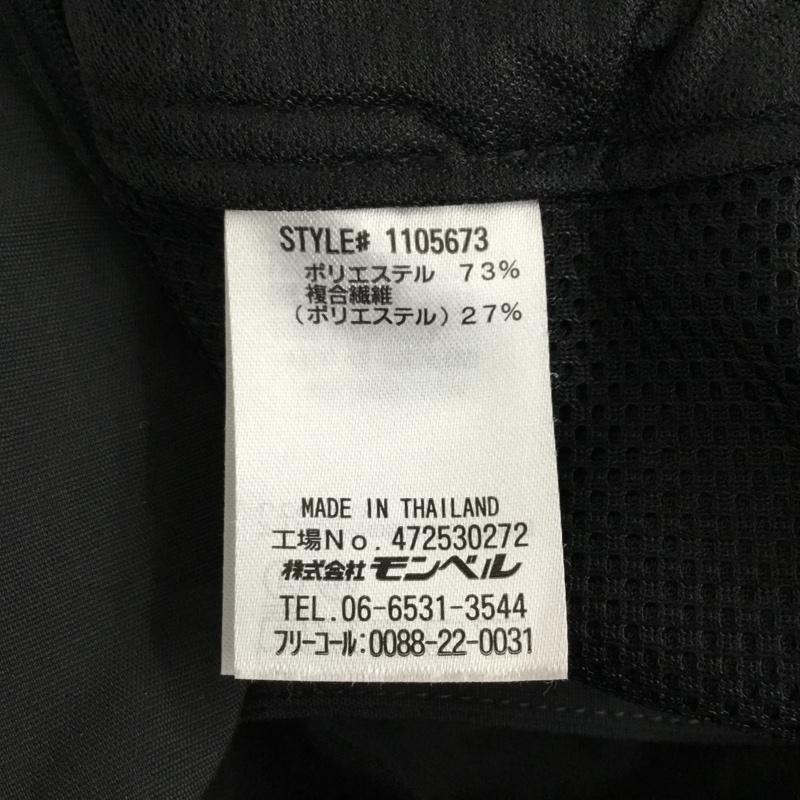 STYLE# 1105673
ポリエステル 73%
複合繊維
(ポリエステル)27%
MADE IN THAILAND
工場No. 472530272
株式会社モンベル
TEL.06-6531-3544
フリーコール:0088-22-0031